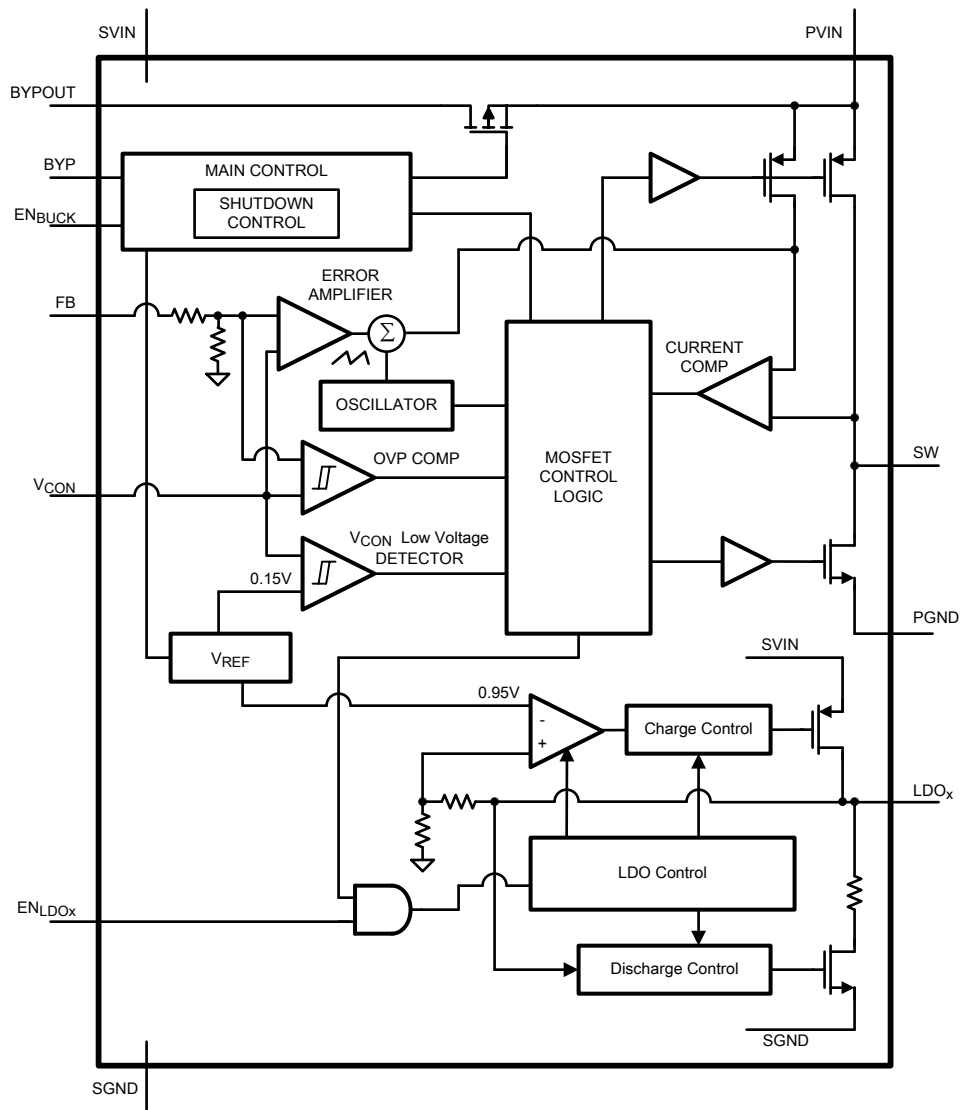 SVIN
PVIN
BYPOUT
BYP
MAIN CONTROL
SHUTDOWN
CONTROL
ENBUCK
FB
ERROR
AMPLIFIER
Σ
CURRENT
COMP
OSCILLATOR
OVP COMP
MOSFET
CONTROL
LOGIC
SW
VCON
VCON Low Voltage
DETECTOR
0.15V
PGND
VREF
SVIN
0.95V
-
+
Charge Control
LDOx
LDO Control
ENLDOx
Discharge Control
SGND
SGND